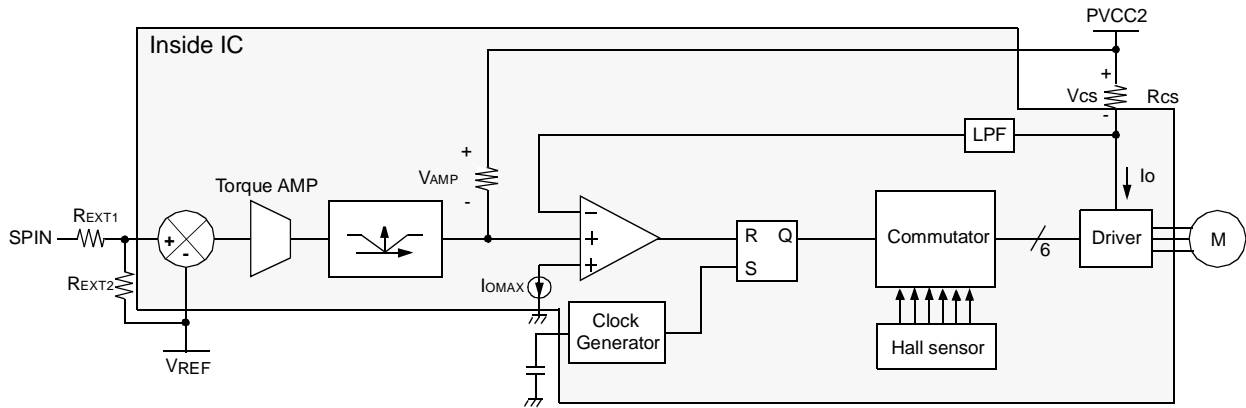 PVCC2
Inside IC
+
Vcs
Rcs
-
LPF
+
VAMP
-
Io
Torque AMP
REXT1
SPIN
+
-
REXT2
VREF
−
+
+
IOMAX
R Q
S
Commutator
6
Driver
M
Clock
Generator
Hall sensor